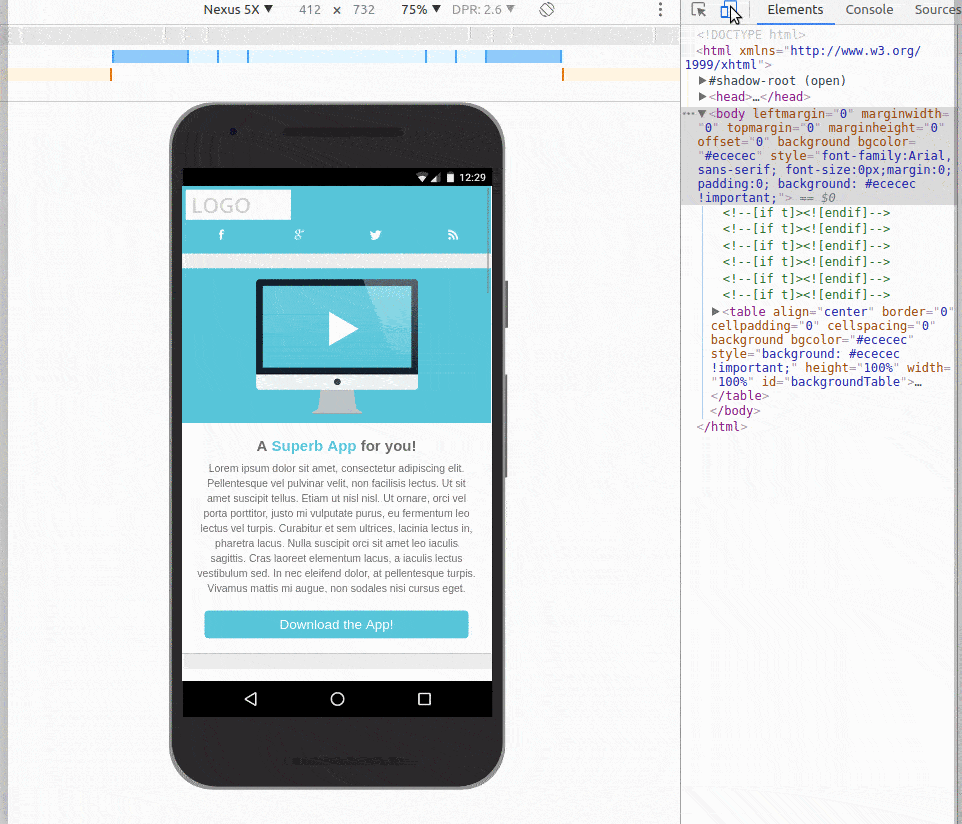 Nexus 5X ▼ 412 × 732 75% ▼ DPR: 2.6 ▼
Elements Console Sources
<!DOCTYPE html>
<html xmlns="http://www.w3.org/
1999/xhtml">
▶#shadow-root (open)
▶<head>…</head>
•••▼<body leftmargin="0" marginwidth=
"0" topmargin="0" marginheight="0"
offset="0" background bgcolor=
"#ececec" style="font-family:Arial,
sans-serif; font-size:0px;margin:0;
padding:0; background: #ececec
!important;"> == $0
<!--[if t]><![endif]-->
<!--[if t]><![endif]-->
<!--[if t]><![endif]-->
<!--[if t]><![endif]-->
<!--[if t]><![endif]-->
<!--[if t]><![endif]-->
▶<table align="center" border="0"
cellpadding="0" cellspacing="0"
background bgcolor="#ececec"
style="background: #ececec
!important;" height="100%" width=
"100%" id="backgroundTable">…
</table>
</body>
</html>
12:29
LOGO
A Superb App for you!
Lorem ipsum dolor sit amet, consectetur adipiscing elit.
Pellentesque vel pulvinar velit, non facilisis lectus. Ut sit
amet suscipit tellus. Etiam ut nisl nisl. Ut ornare, orci vel
porta porttitor, justo mi vulputate purus, eu fermentum leo
lectus vel turpis. Curabitur et sem ultrices, lacinia lectus in,
pharetra lacus. Nulla suscipit orci sit amet leo iaculis
sagittis. Cras laoreet elementum lacus, a iaculis lectus
vestibulum sed. In nec eleifend dolor, at pellentesque turpis.
Vivamus mattis mi augue, non sodales nisi cursus eget.
Download the App!